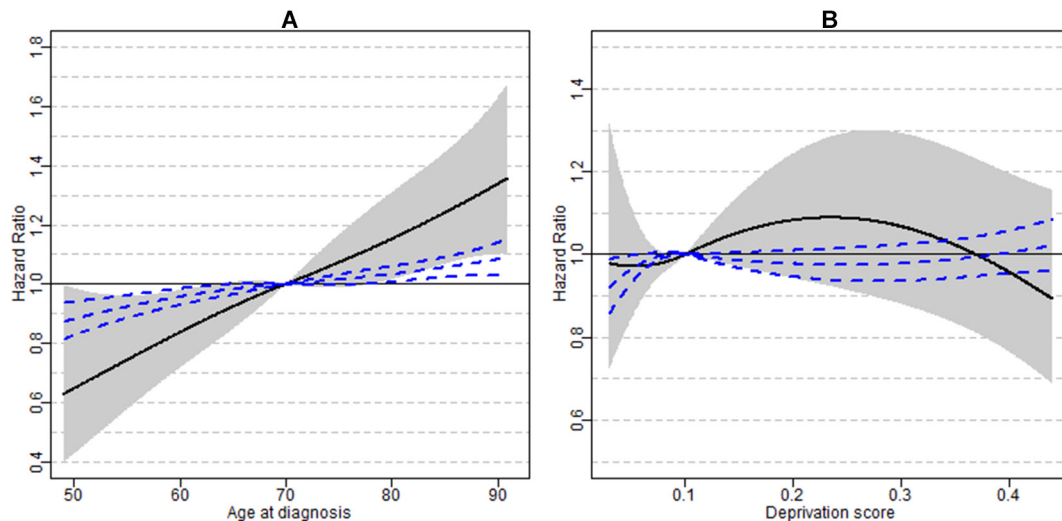 A
Hazard Ratio
1.8
1.6
1.4
1.2
1.0
0.8
0.6
0.4
50 60 70 80 90
Age at diagnosis
B
Hazard Ratio
1.4
1.2
1.0
0.8
0.6
0.1 0.2 0.3 0.4
Deprivation score